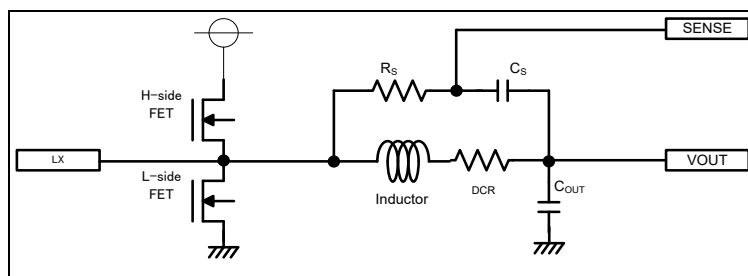 SENSE
RS
CS
H-side
FET
LX
VOUT
L-side
FET
Inductor
DCR
COUT